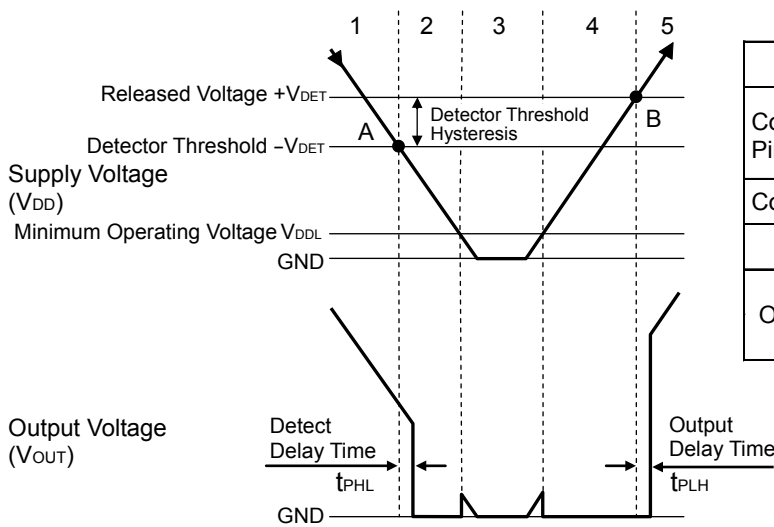 1 2 3 4 5
Released Voltage +VDET
Detector Threshold
Hysteresis
A
B
Detector Threshold –VDET
Supply Voltage
(VDD)
Minimum Operating Voltage VDDL
GND
Output Voltage
(VOUT)
Detect
Delay Time
tPHL
Output
Delay Time
tPLH
GND